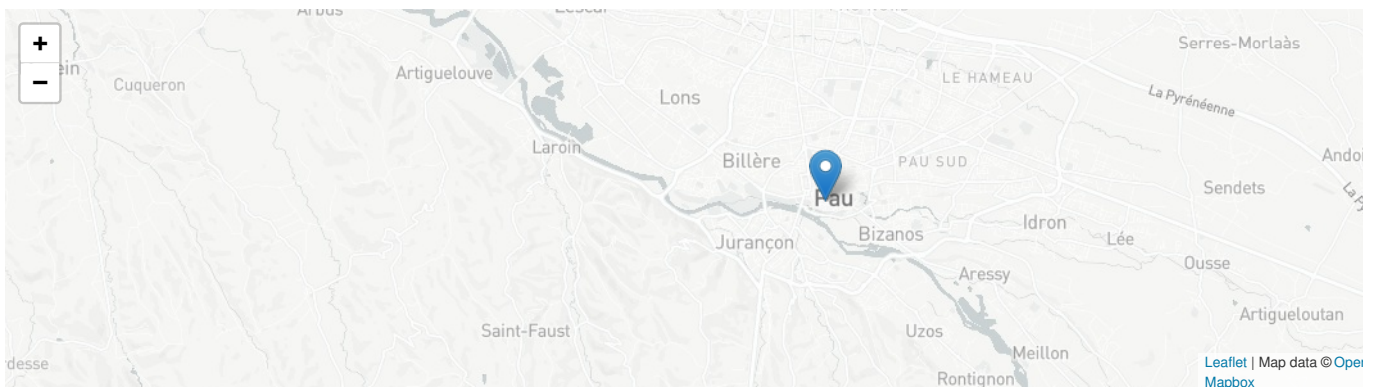 +
−
Serres-Morlaàs
Artiguelouve
LE HAMEAU
Cuqueron
Lons
La Pyrénéenne
Laroin
Billère
PAU SUD
Sendets
Pau
Idron
Bizanos
Lée
Jurançon
Ousse
Aressy
Artigueloutan
Saint-Faust
Uzos
Meillon
Rontignon
Leaflet | Map data ©
Mapbox